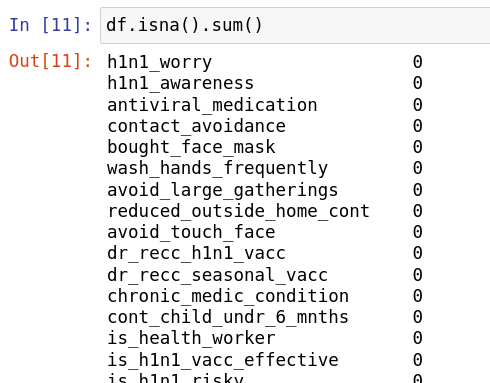 In [11]: df.isna().sum()
Out[11]: h1n1_worry 0
h1n1_awareness 0
antiviral_medication 0
contact_avoidance 0
bought_face_mask 0
wash_hands_frequently 0
avoid_large_gatherings 0
reduced_outside_home_cont 0
avoid_touch_face 0
dr_recc_h1n1_vacc 0
dr_recc_seasonal_vacc 0
chronic_medic_condition 0
cont_child_undr_6_mnths 0
is_health_worker 0
is_h1n1_vacc_effective 0
is_h1n1_risky 0